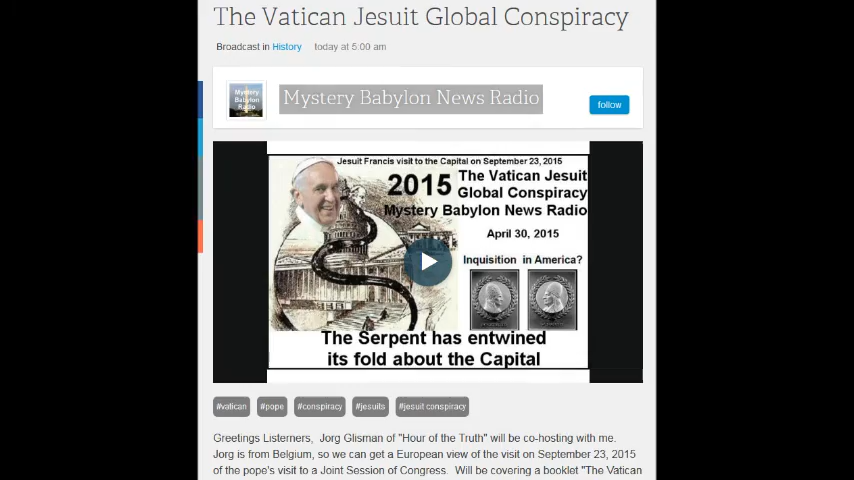 The Vatican Jesuit Global Conspiracy
Broadcast in History today at 5:00 am
Mystery
Babylon
Radio
Mystery Babylon News Radio
follow
Jesuit Francis visit to the Capital on September 23, 2015
2015
The Vatican Jesuit
Global Conspiracy
Mystery Babylon News Radio
April 30, 2015
Inquisition in America?
The Serpent has entwined
its fold about the Capital
#vatican #pope #conspiracy #jesuits #jesuit conspiracy
Greetings Listerners, Jorg Glisman of "Hour of the Truth" will be co-hosting with me.
Jorg is from Belgium, so we can get a European view of the visit on September 23, 2015
of the pope's visit to a Joint Session of Congress. Will be covering a booklet "The Vatican